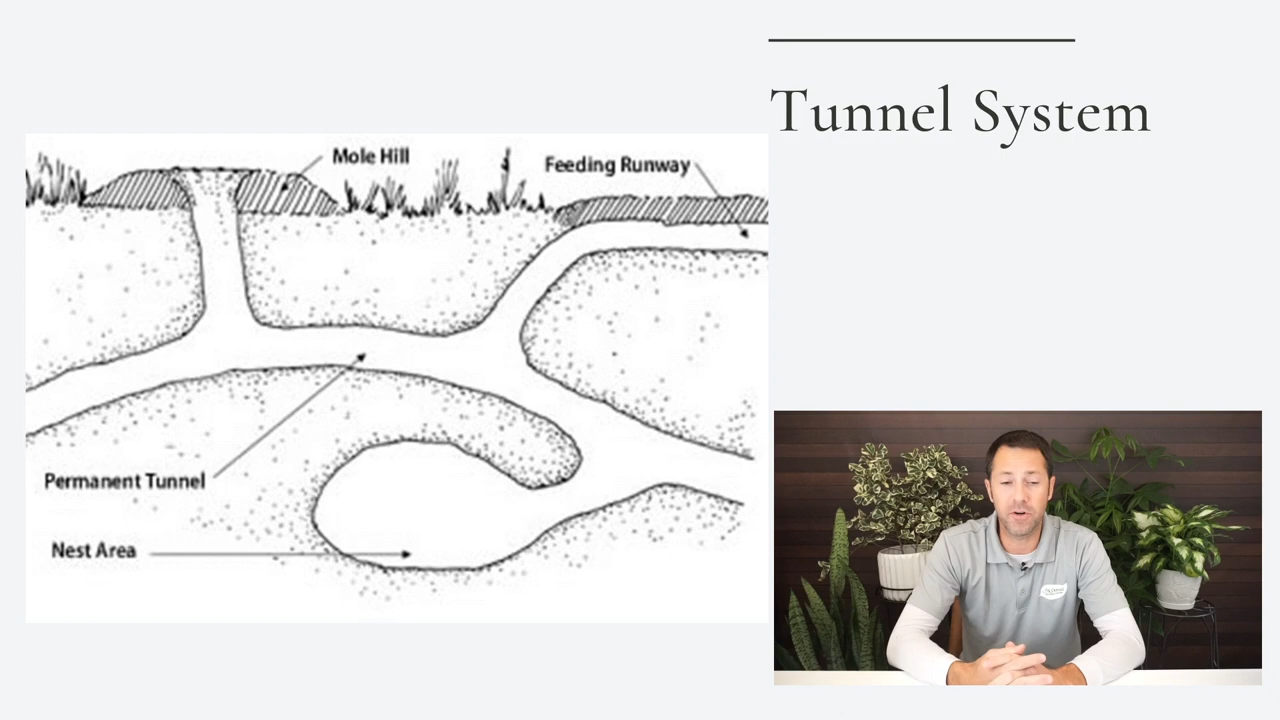 Tunnel System
Mole Hill
Feeding Runway
Permanent Tunnel
Nest Area